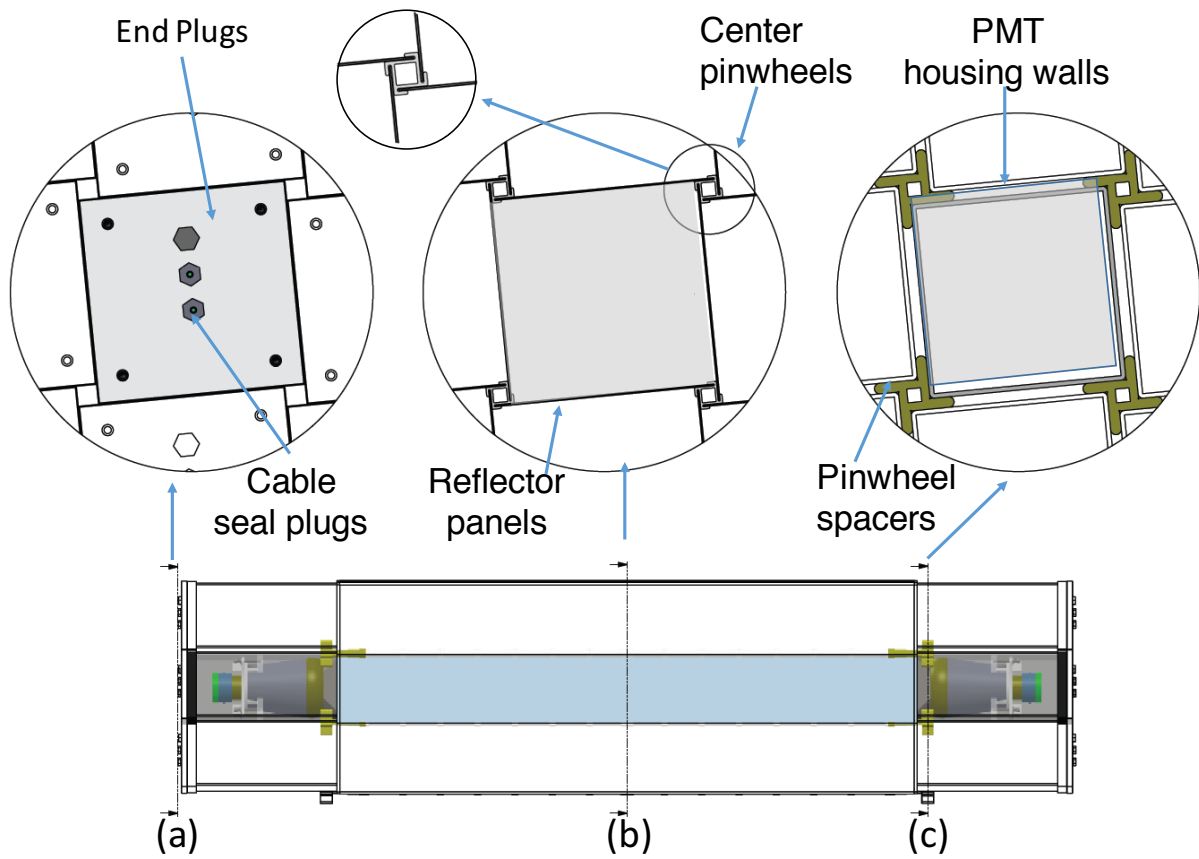 End Plugs
Center
pinwheels
PMT
housing walls
Cable
seal plugs
Reflector
panels
Pinwheel
spacers
(a)
(b)
(c)